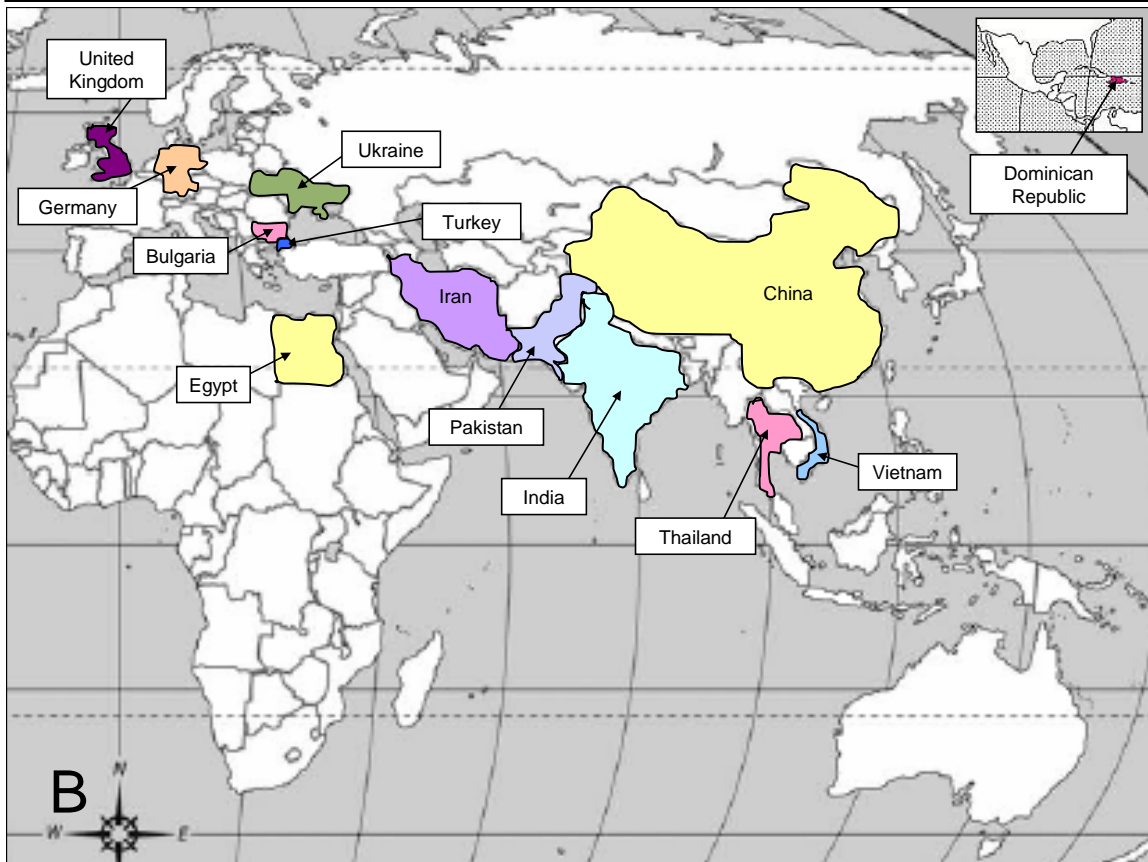 United
Kingdom
Ukraine
Germany
Turkey
Bulgaria
Dominican
Republic
Iran
China
Egypt
Pakistan
India
Vietnam
Thailand
B
N
W
E